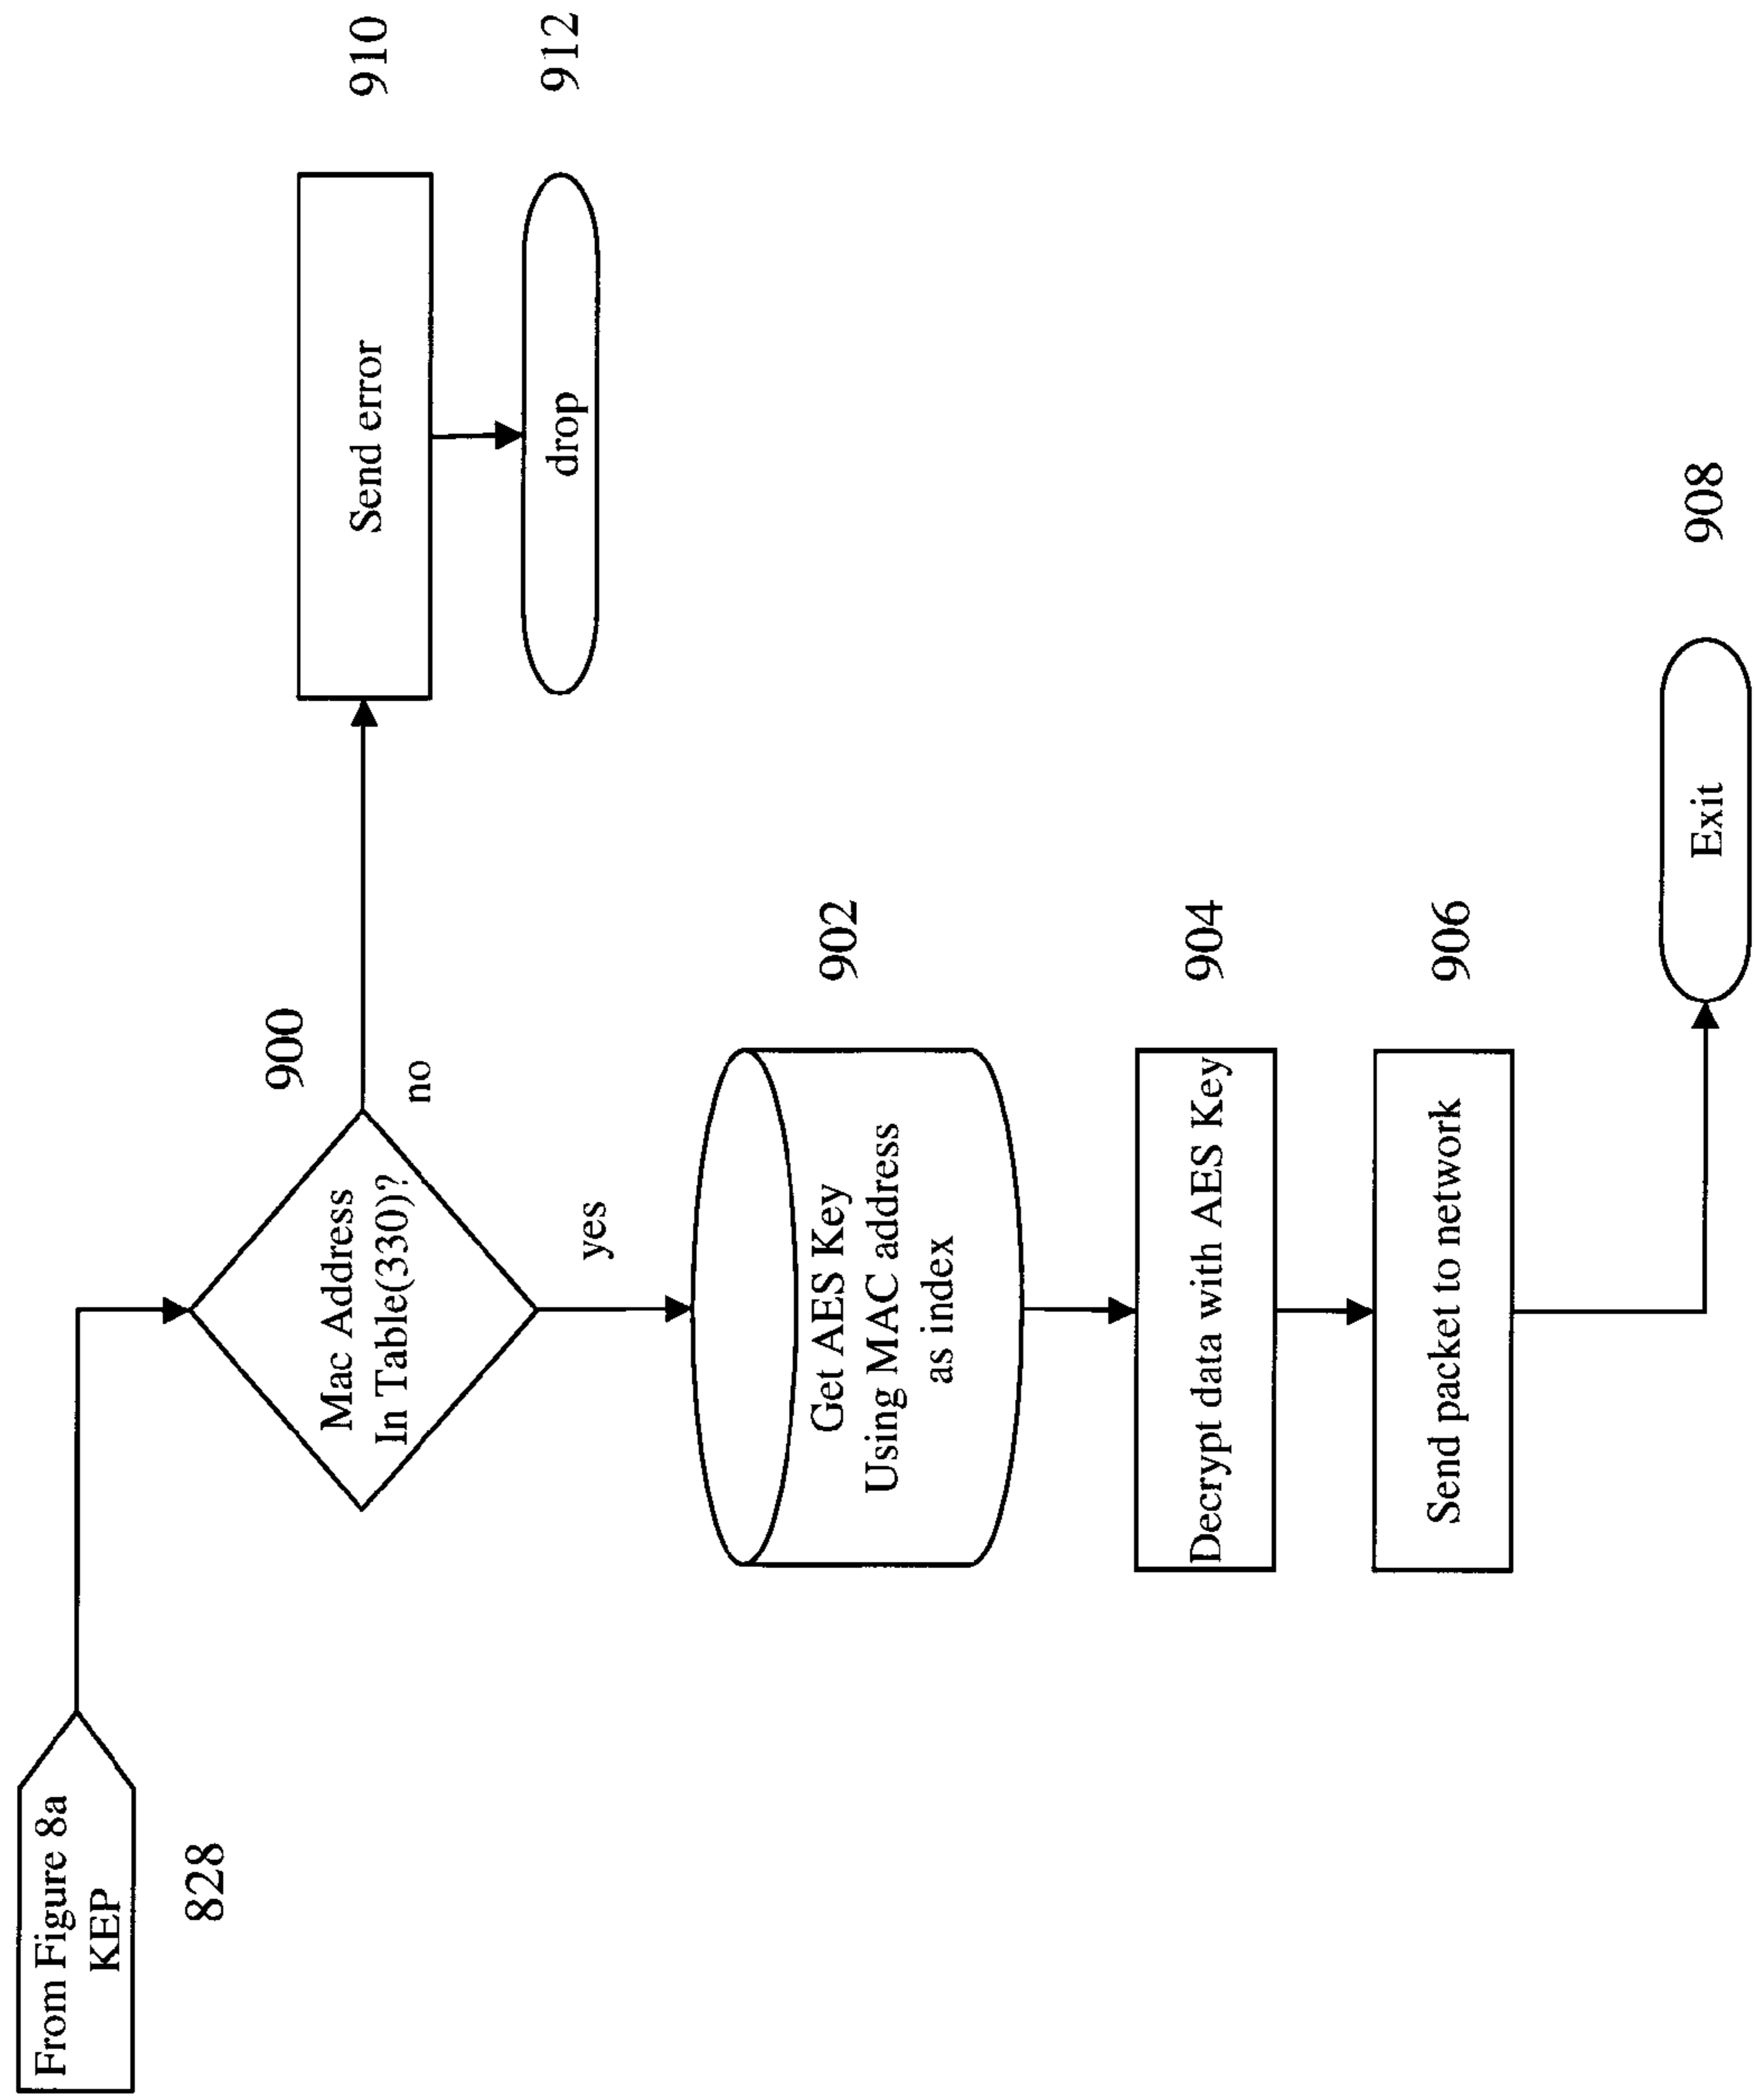 From Figure 8a
KEP
828
900
Mac Address
In Table(330)?
no
yes
Send error
910
drop
912
Get AES Key
Using MAC address
as index
902
Decrypt data with AES Key
904
Send packet to network
906
Exit
908